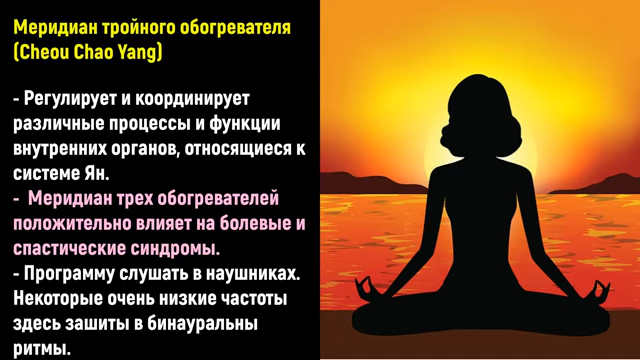 Меридиан тройного обогревателя
(Cheou Chao Yang)
- Регулирует и координирует
различные процессы и функции
внутренних органов, относящиеся к
системе Ян.
- Меридиан трех обогревателей
положительно влияет на болевые и
спастические синдромы.
- Программу слушать в наушниках.
Некоторые очень низкие частоты
здесь зашиты в бинауральны
ритмы.